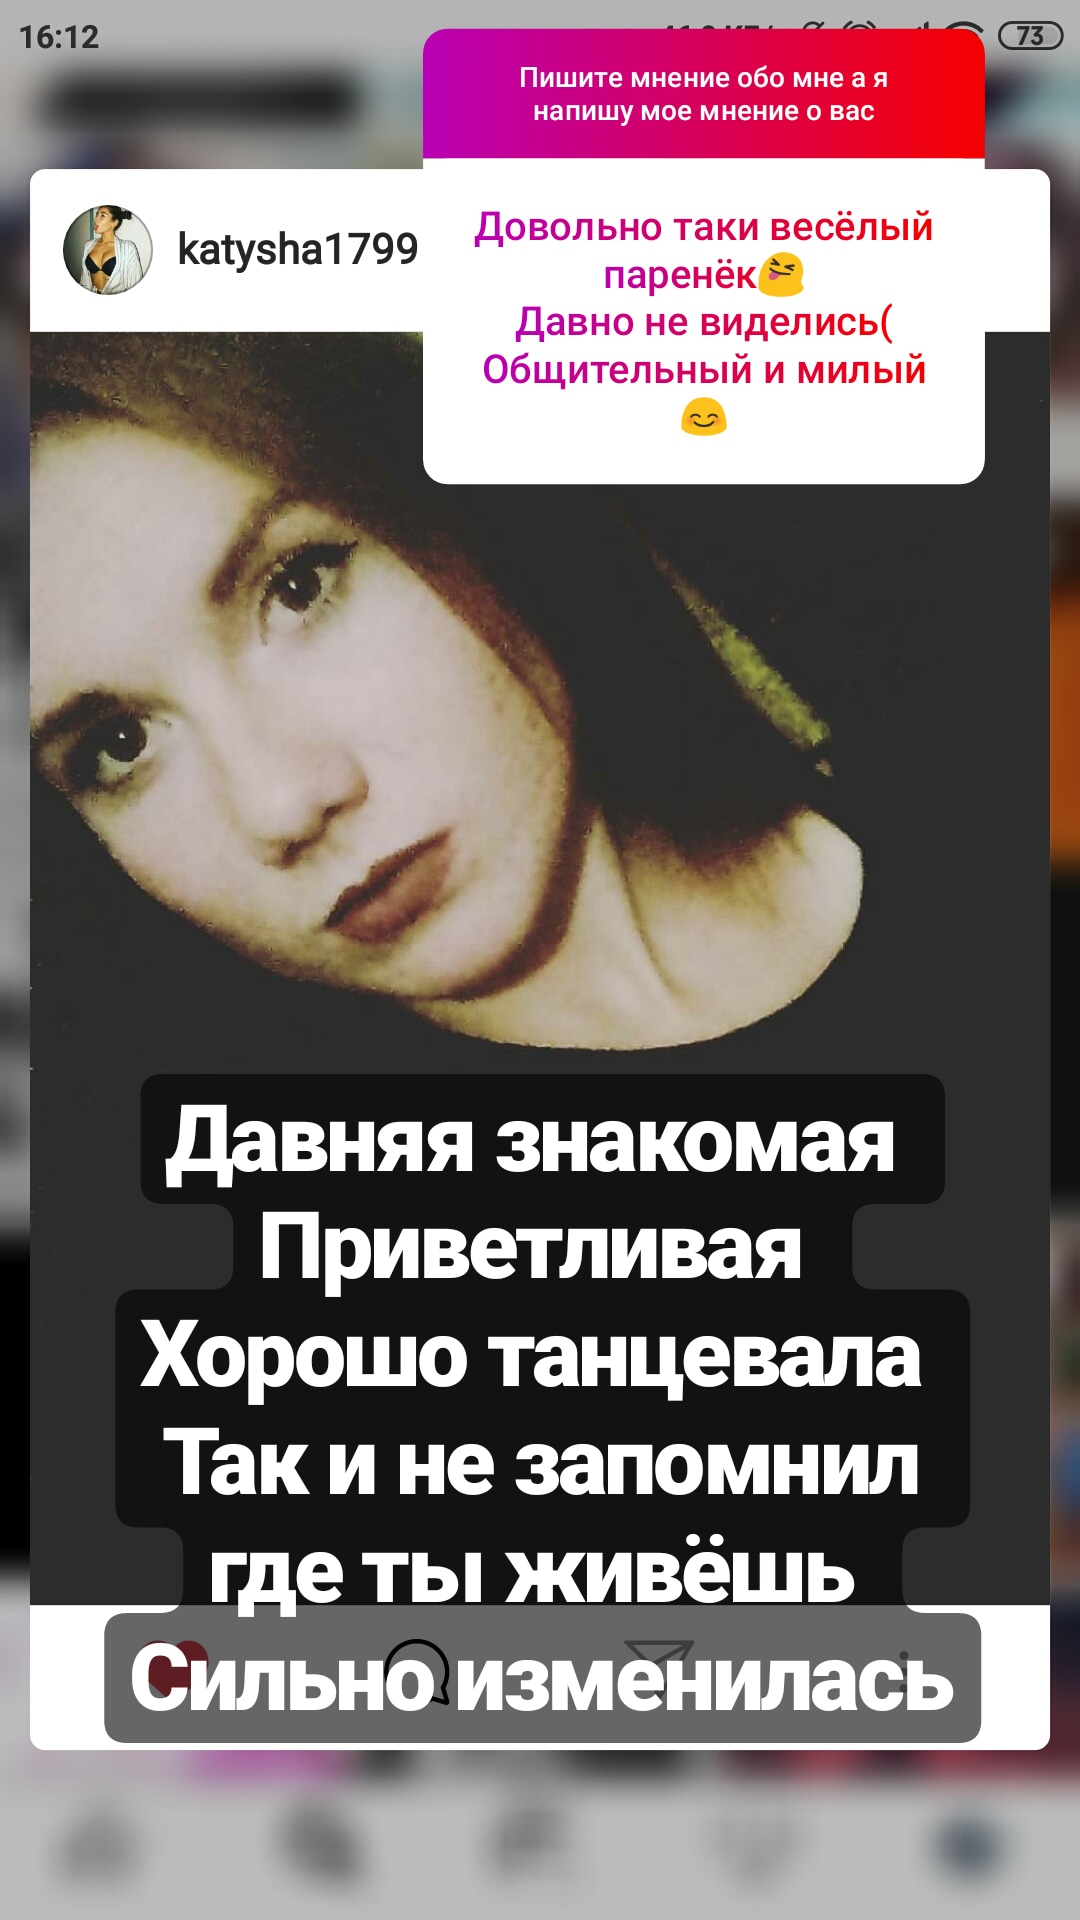 16:12
73
Пишите мнение обо мне а я
напишу мое мнение о вас
katysha1799
Довольно таки весёлый
паренёк😝
Давно не виделись(
Общительный и милый
😊
Давняя знакомая
Приветливая
Хорошо танцевала
Так и не запомнил
где ты живёшь
Сильно изменилась